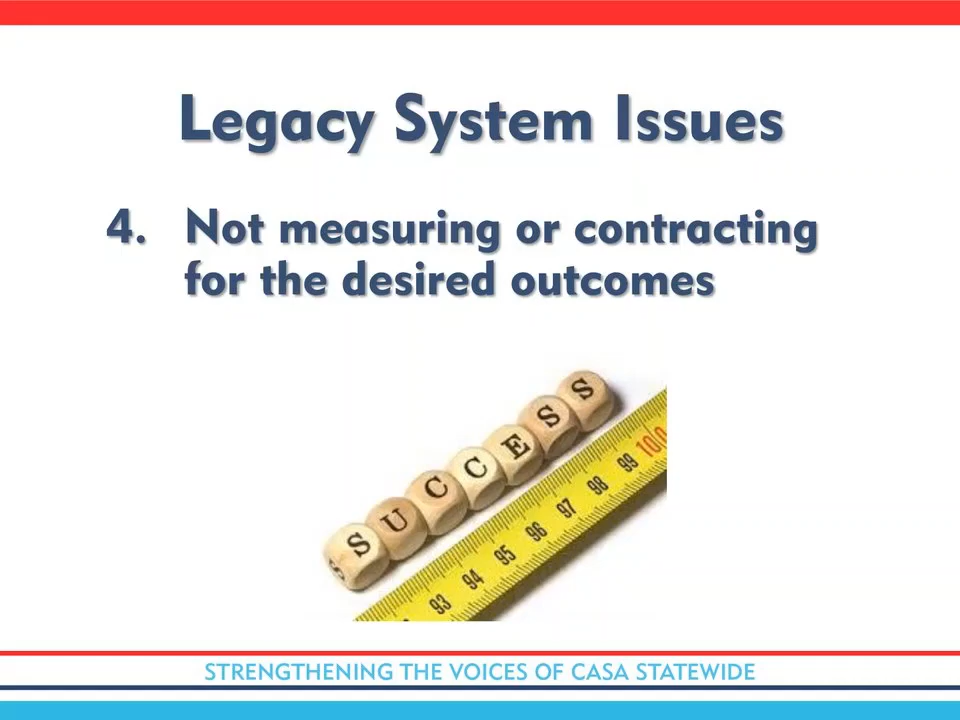 Legacy System Issues
4. Not measuring or contracting
for the desired outcomes
SUCCESS
93 94 95 96 97 98 99 100
STRENGTHENING THE VOICES OF CASA STATEWIDE